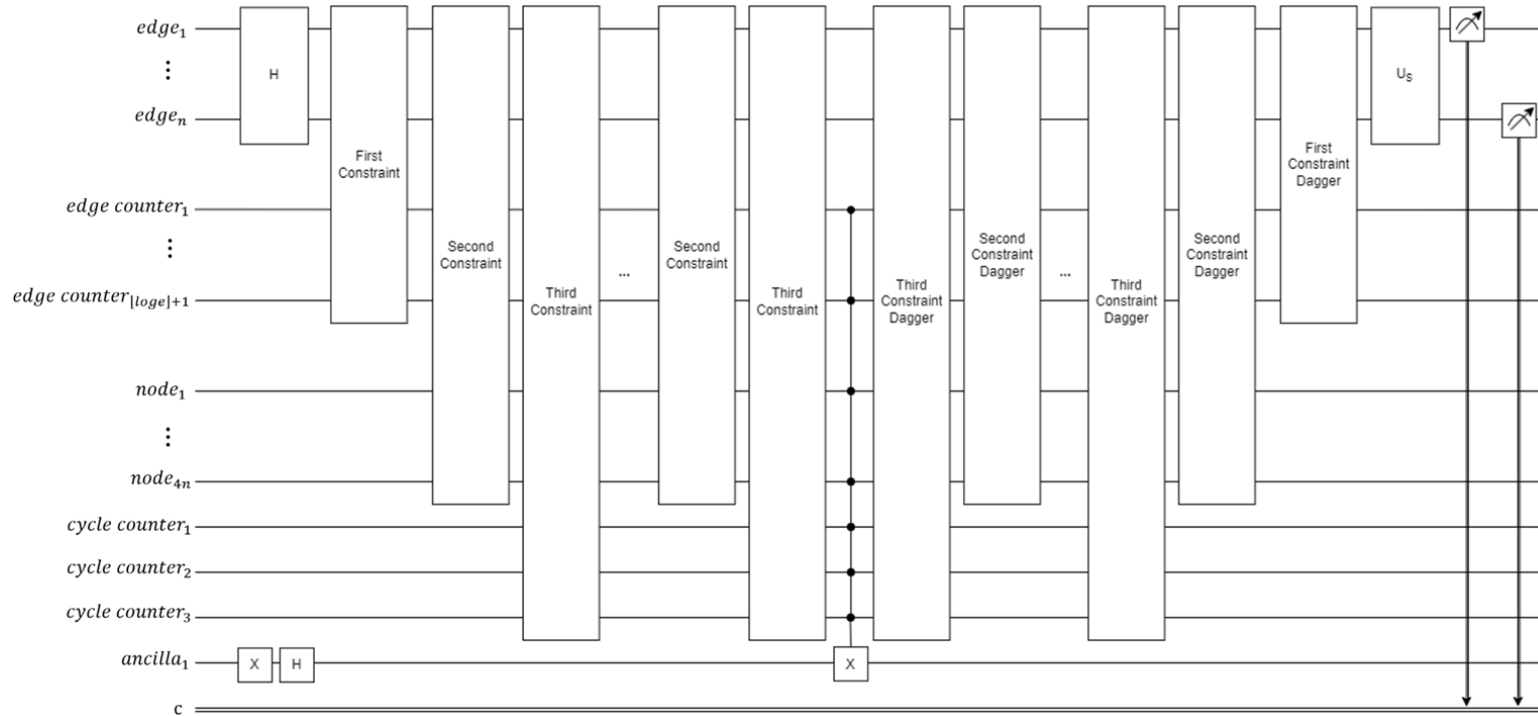 edge₁
⋮
edgeₙ
edge counter₁
⋮
edge counter⌊loge⌋+1
node₁
⋮
node₄ₙ
cycle counter₁
cycle counter₂
cycle counter₃
ancilla₁
c
H
First
Constraint
Second
Constraint
Third
Constraint
...
Second
Constraint
Third
Constraint
Third
Constraint
Dagger
Second
Constraint
Dagger
...
Third
Constraint
Dagger
Second
Constraint
Dagger
First
Constraint
Dagger
Uₛ
X
H
X